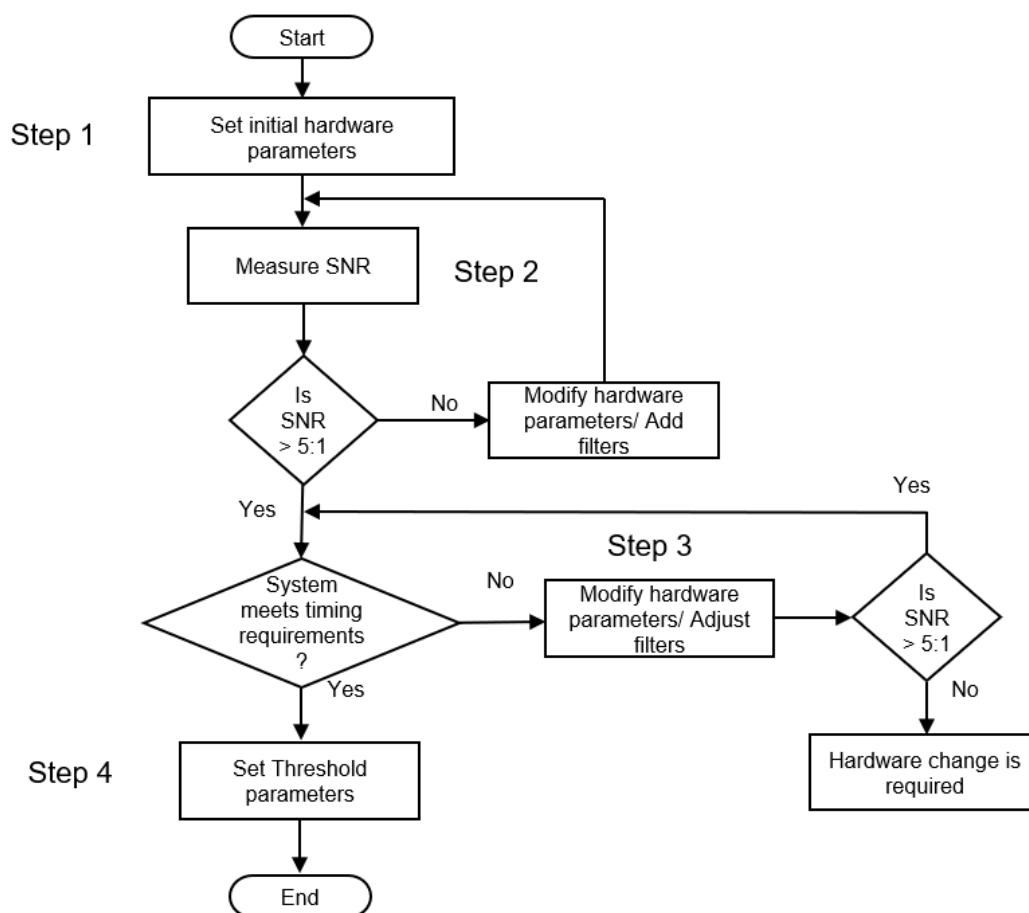 Start
Step 1
Set initial hardware
parameters
Measure SNR
Step 2
Is
SNR
> 5:1
No
Modify hardware
parameters/ Add
filters
Yes
Yes
Step 3
System
meets timing
requirements
?
No
Modify hardware
parameters/ Adjust
filters
Is
SNR
> 5:1
Yes
No
Step 4
Set Threshold
parameters
Hardware change is
required
End